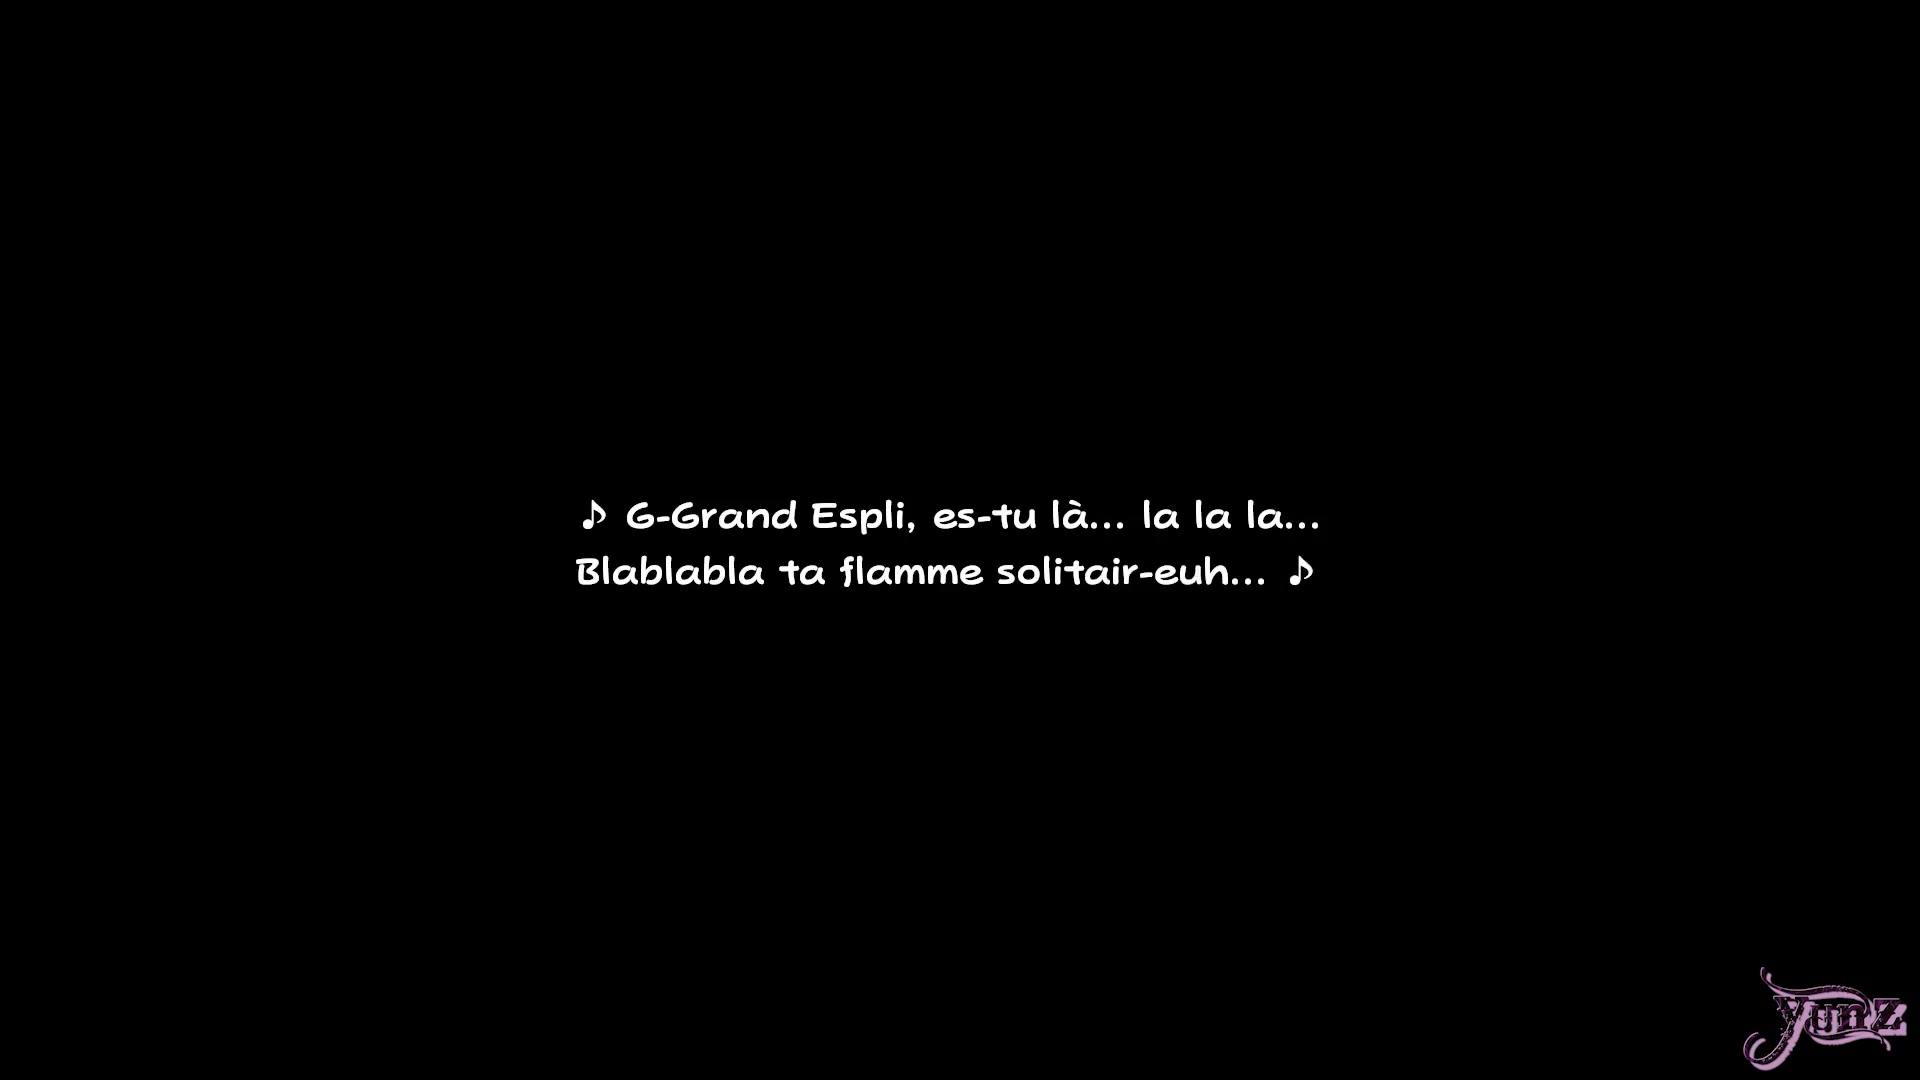 ♪ G-Grand Espli, es-tu là... la la la...
Blablabla ta flamme solitair-euh... ♪
Yunz